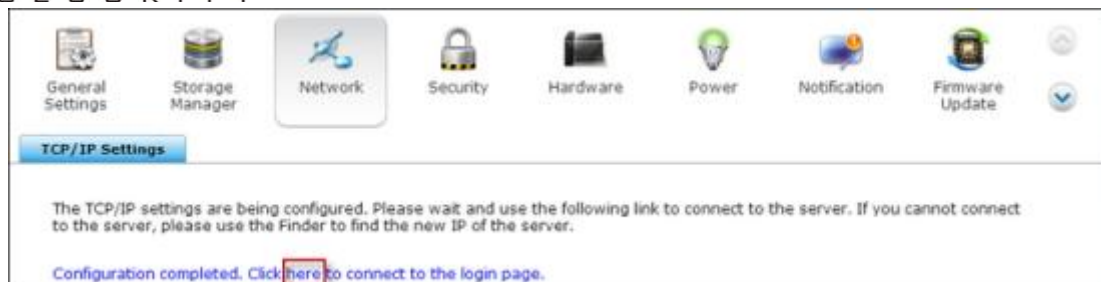 General Settings
Storage Manager
Network
Security
Hardware
Power
Notification
Firmware Update
TCP/IP Settings
The TCP/IP settings are being configured. Please wait and use the following link to connect to the server. If you cannot connect
to the server, please use the Finder to find the new IP of the server.
Configuration completed. Click here to connect to the login page.